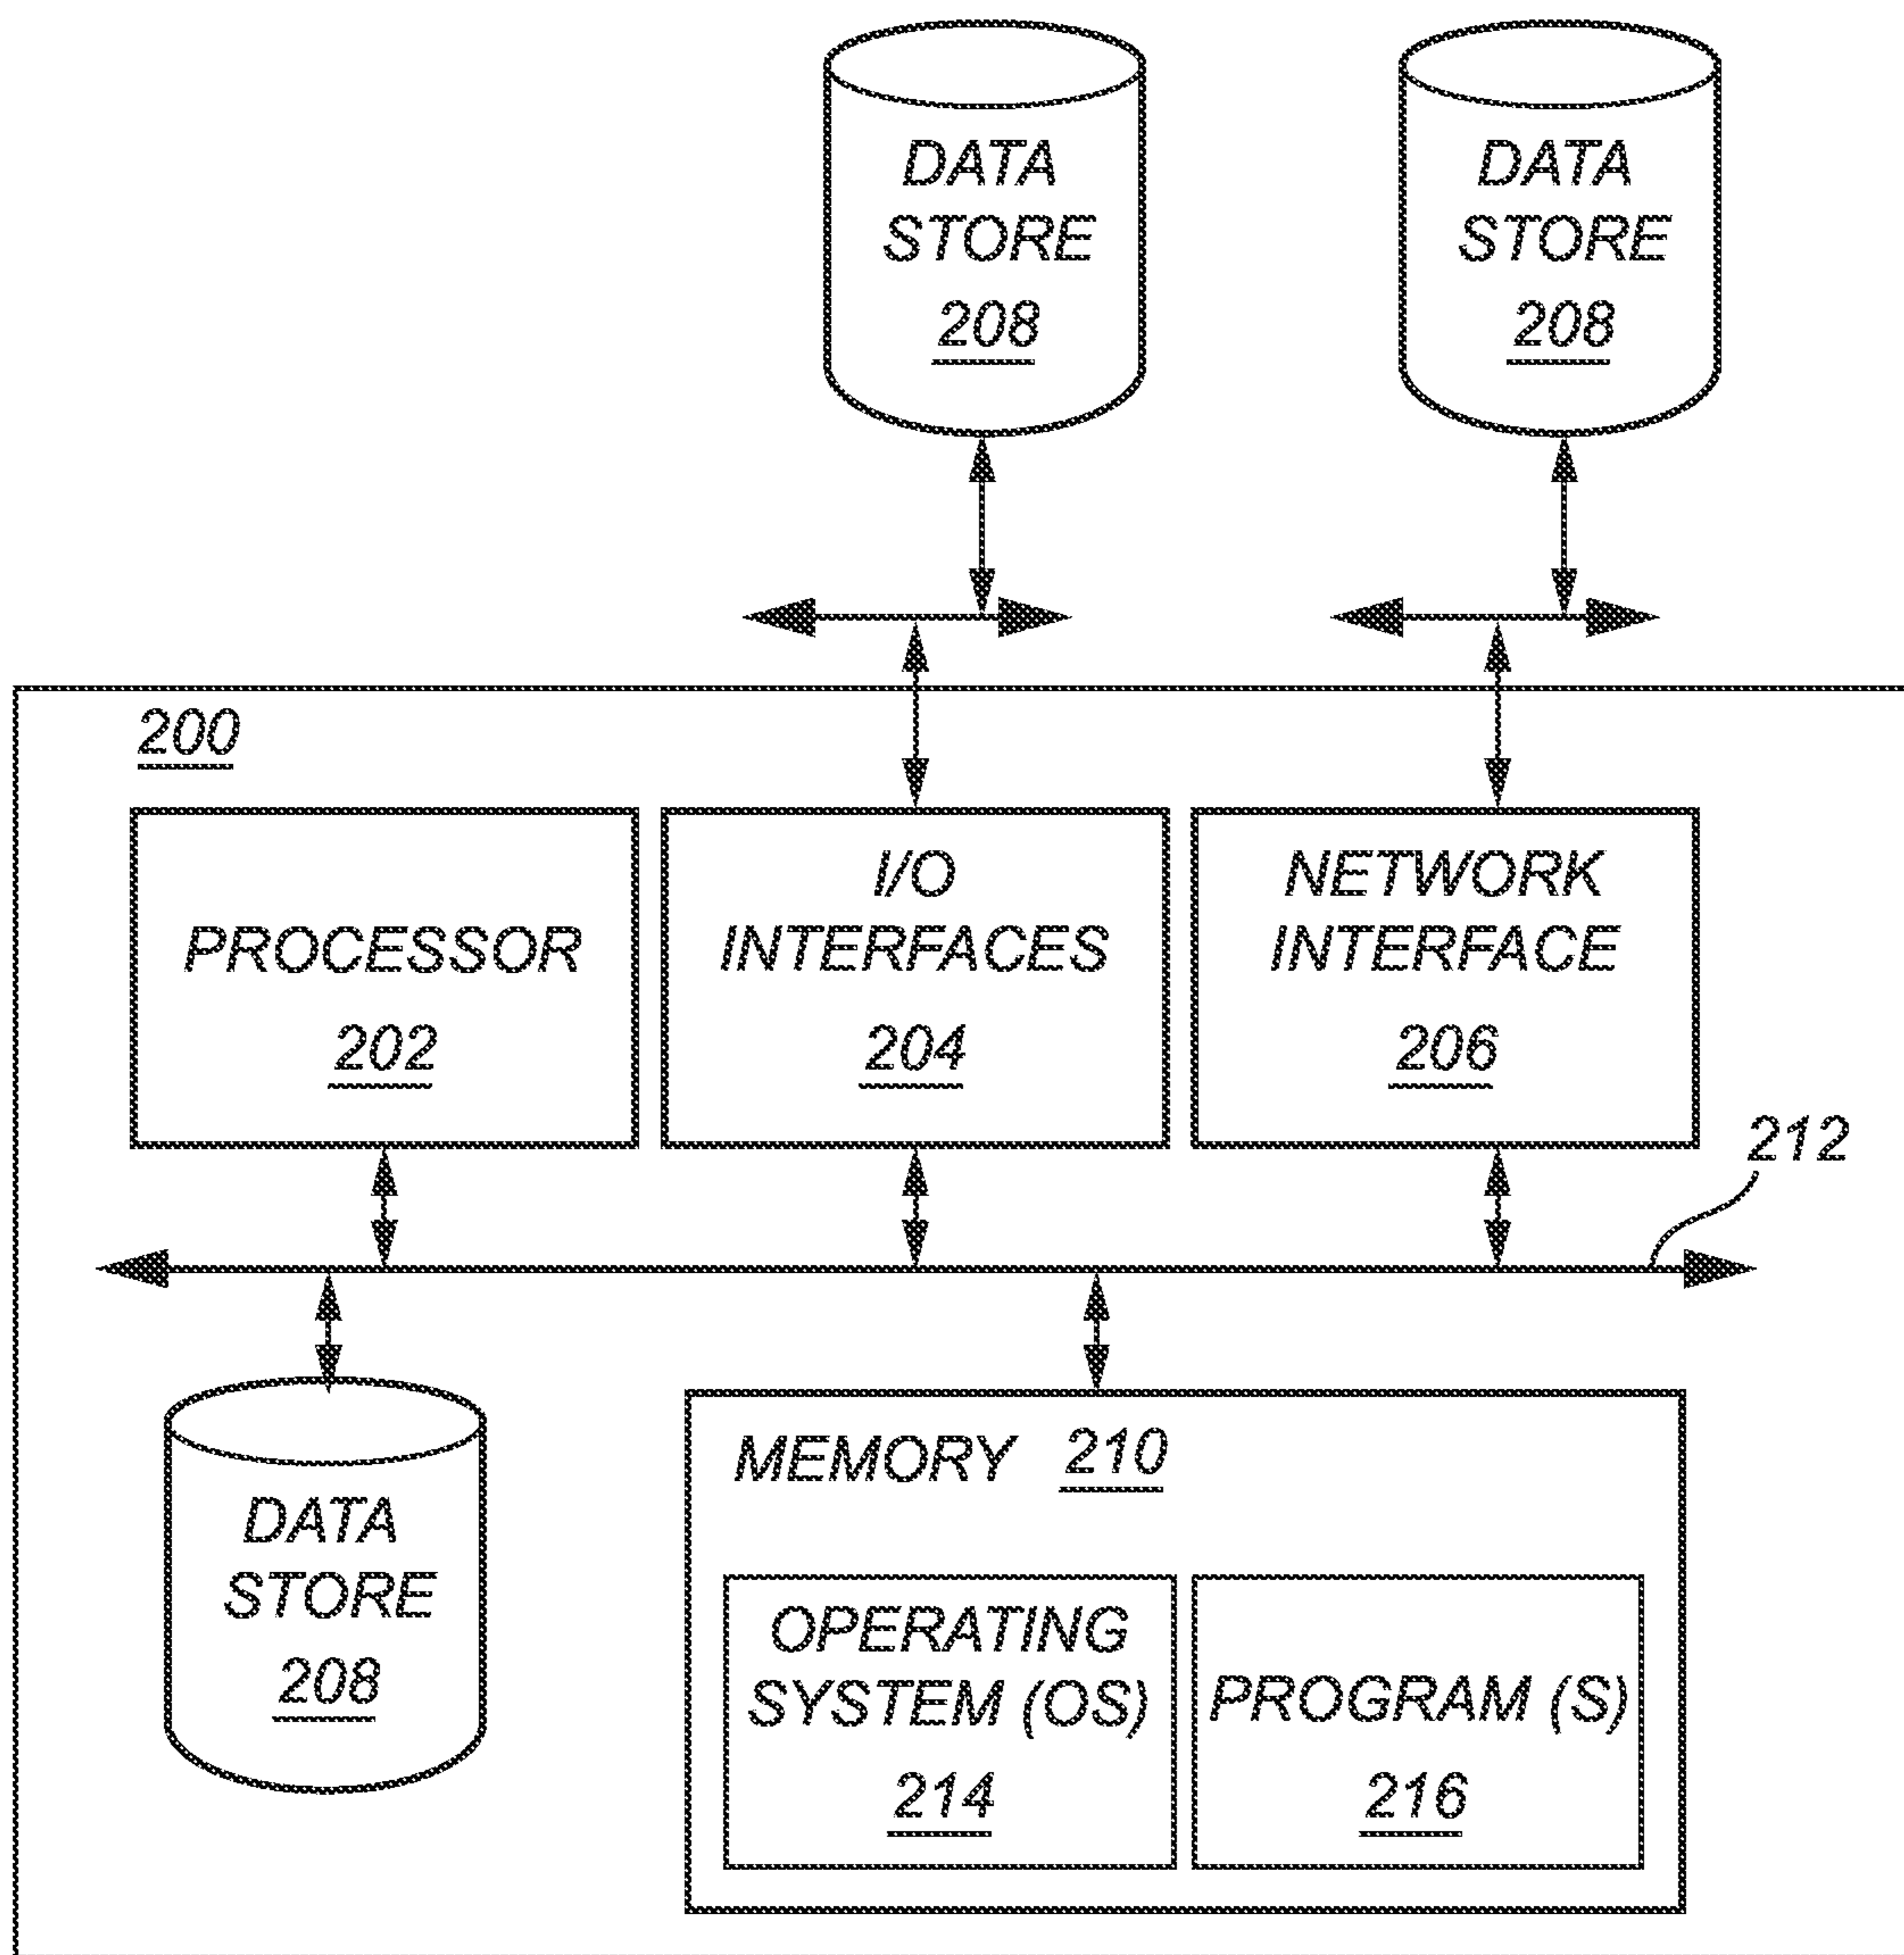 DATA
STORE
208
DATA
STORE
208
200
PROCESSOR
202
I/O
INTERFACES
204
NETWORK
INTERFACE
206
212
DATA
STORE
208
MEMORY 210
OPERATING
SYSTEM (OS)
214
PROGRAM (S)
216